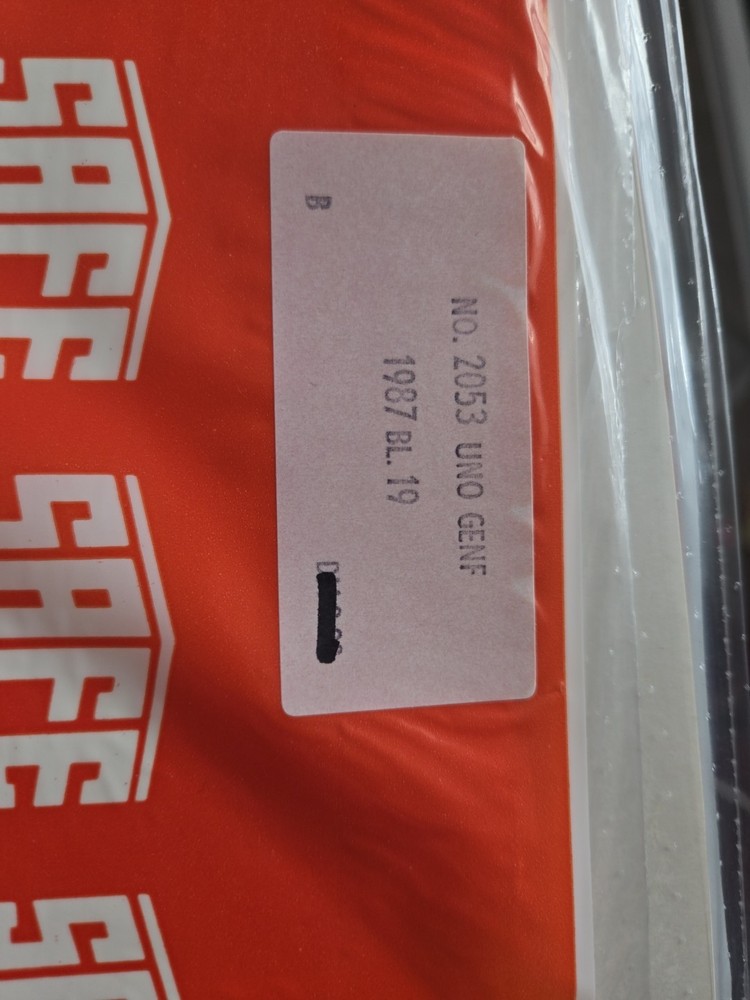 No. 2053 UNO GENF
1987 BL. 19
B
SAFE
SAFE